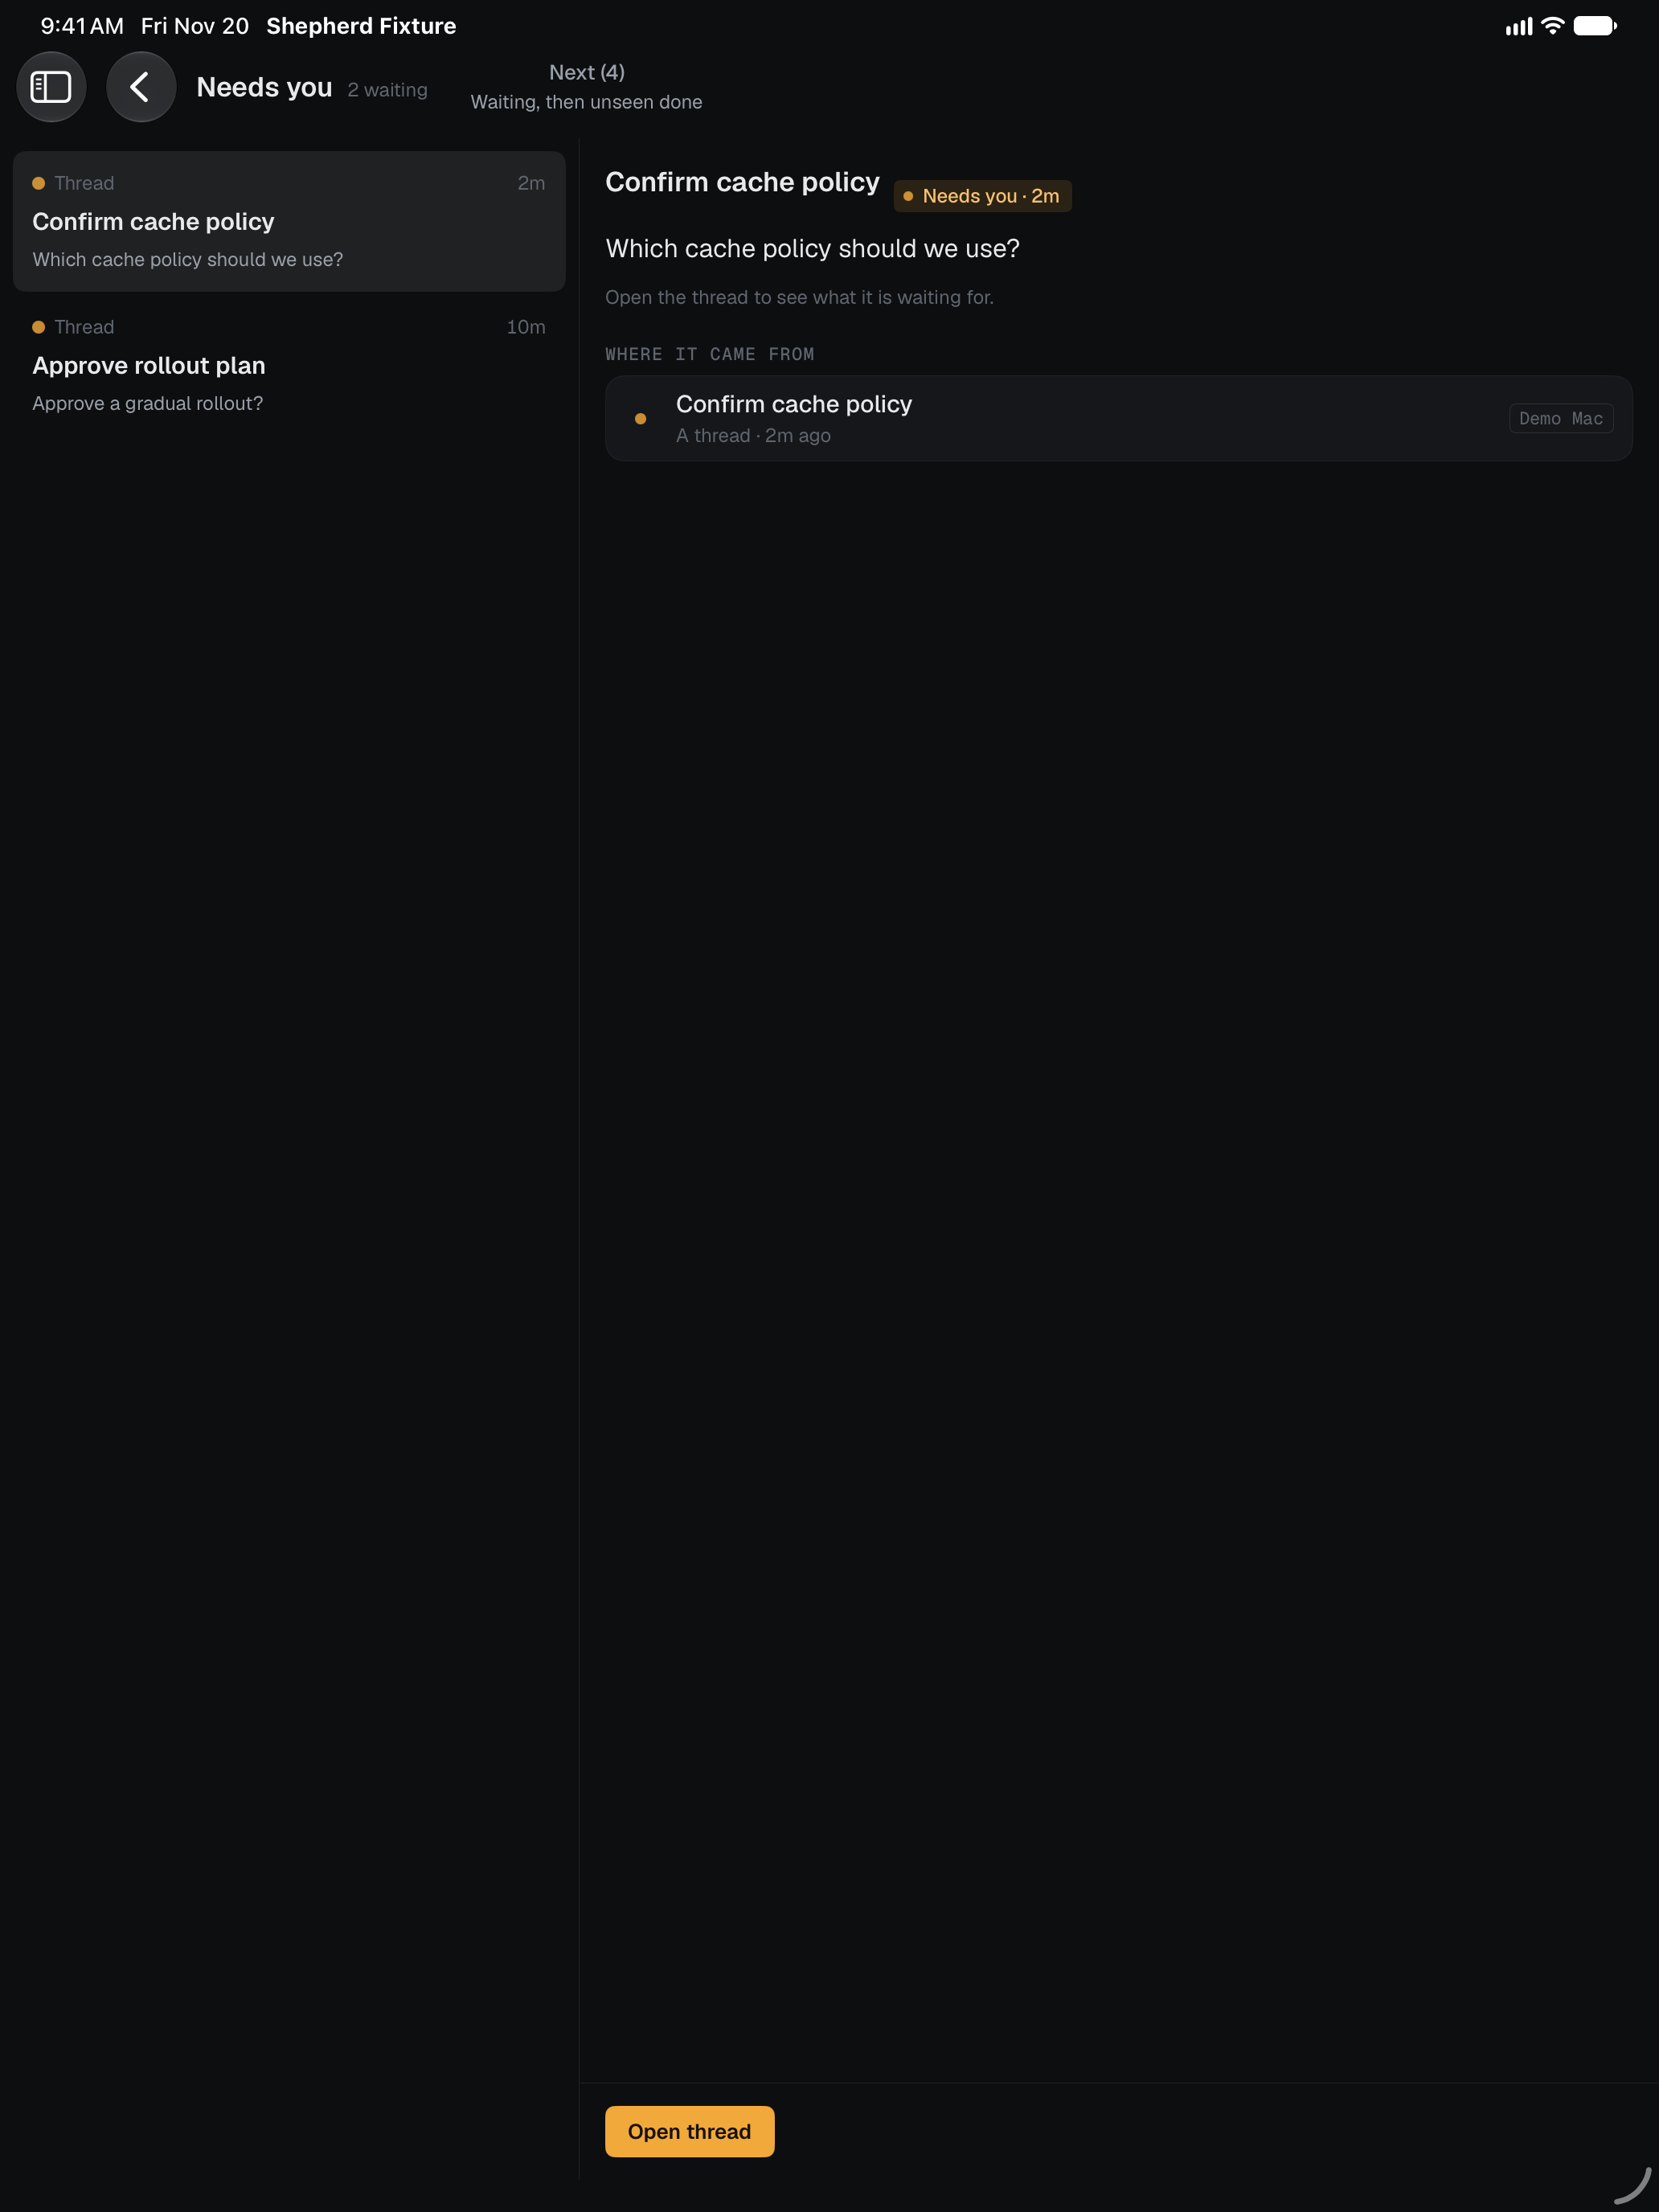 9:41 AM Fri Nov 20 Shepherd Fixture
Needs you 2 waiting
Next (4)
Waiting, then unseen done
Thread 2m
Confirm cache policy
Which cache policy should we use?
Thread 10m
Approve rollout plan
Approve a gradual rollout?
Confirm cache policy Needs you · 2m
Which cache policy should we use?
Open the thread to see what it is waiting for.
WHERE IT CAME FROM
Confirm cache policy
A thread · 2m ago
Demo Mac
Open thread